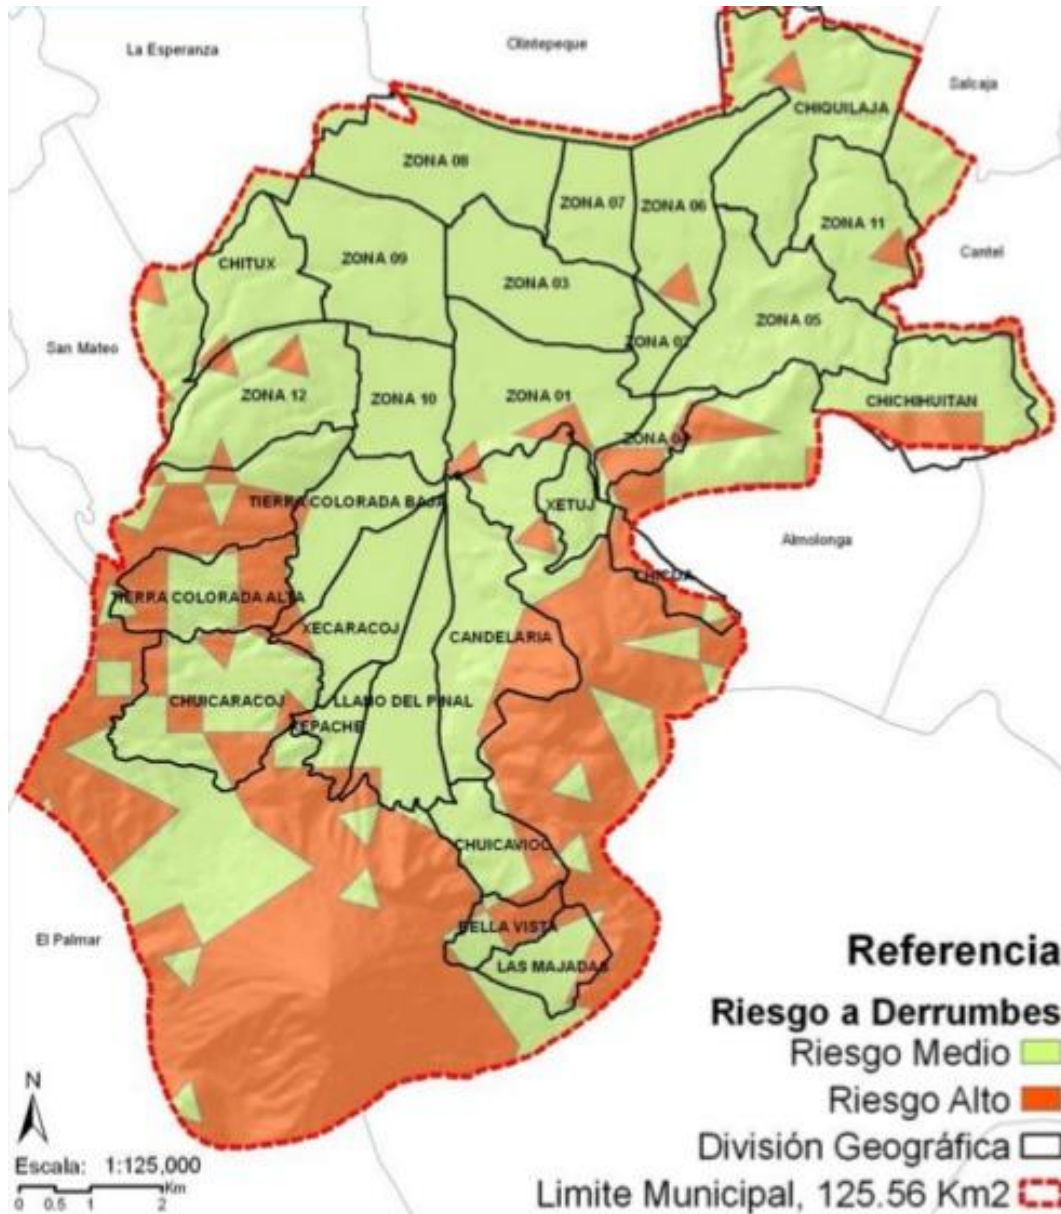 La Esperanza
Olintepeque
Salcaja
CHIQUILAJA
ZONA 08
ZONA 07
ZONA 06
ZONA 11
Cantel
CHITUX
ZONA 09
ZONA 03
ZONA 05
San Mateo
ZONA 02
ZONA 12
ZONA 10
ZONA 01
CHICHIHUITAN
ZONA 04
TIERRA COLORADA BAJA
XETUJ
Almolonga
TIERRA COLORADA ALTA
XECARACOJ
CANDELARIA
CHUICARACOJ
LLANO DEL PINAL
XEPACHE
CHUICAVIOC
El Palmar
BELLA VISTA
LAS MAJADAS
Referencia
Riesgo a Derrumbes
Riesgo Medio
Riesgo Alto
División Geográfica
Limite Municipal, 125.56 Km2
N
Escala: 1:125,000
Km
0 0.5 1 2